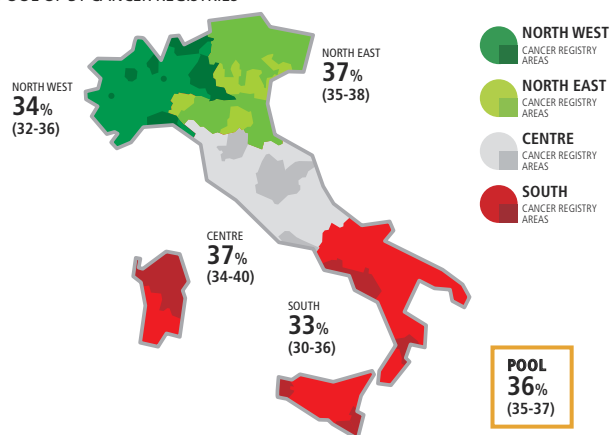 NORTH WEST
34%
(32-36)
NORTH EAST
37%
(35-38)
CENTRE
37%
(34-40)
SOUTH
33%
(30-36)
NORTH WEST
CANCER REGISTRY
AREAS
NORTH EAST
CANCER REGISTRY
AREAS
CENTRE
CANCER REGISTRY
AREAS
SOUTH
CANCER REGISTRY
AREAS
POOL
36%
(35-37)